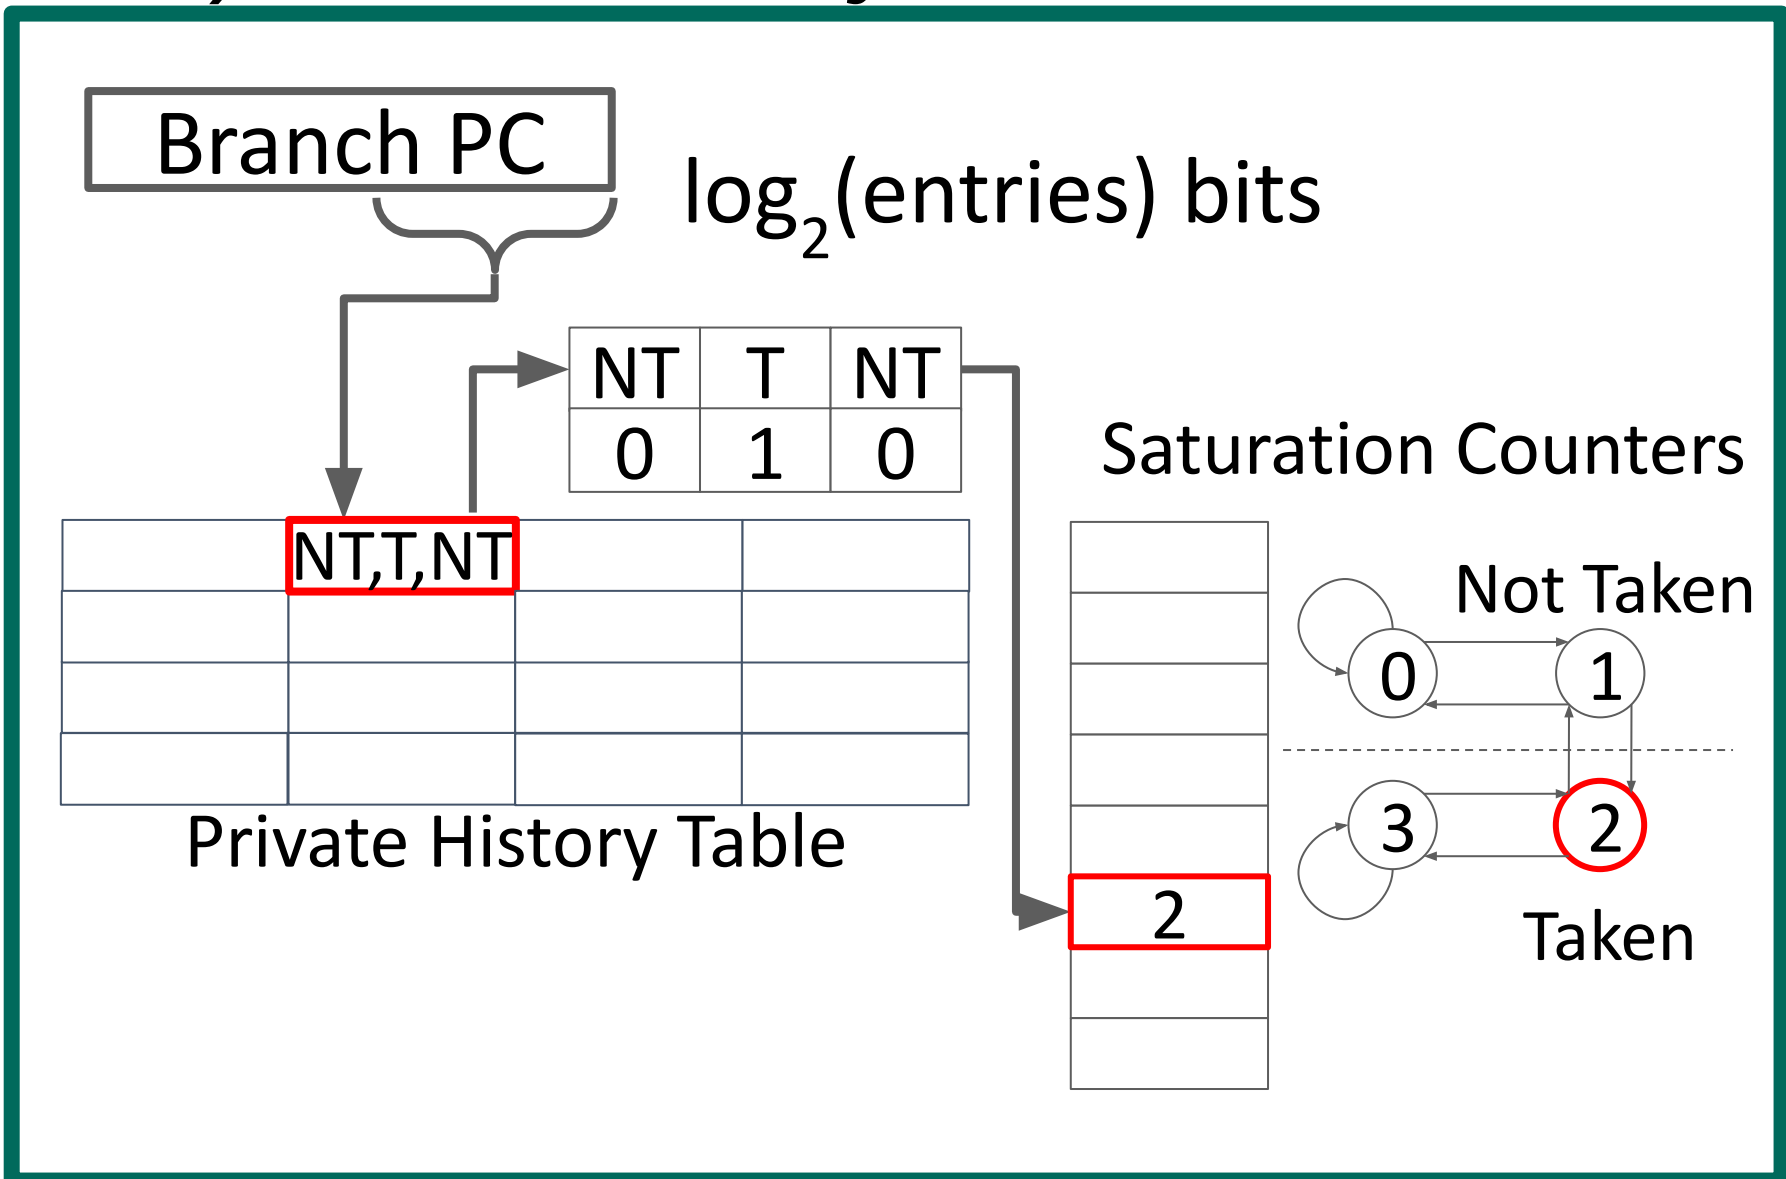 Branch PC
log2(entries) bits
NT T NT
0 1 0
Saturation Counters
NT,T,NT
Not Taken
0 1
3 2
Private History Table
2
Taken